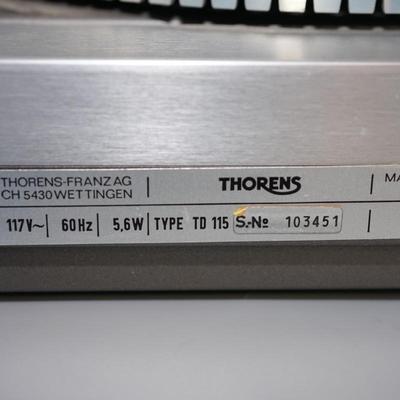 THORENS-FRANZ AG
CH 5430 WETTINGEN
THORENS
117V~ | 60Hz | 5,6W | TYPE TD 115 S.-Nº 103451